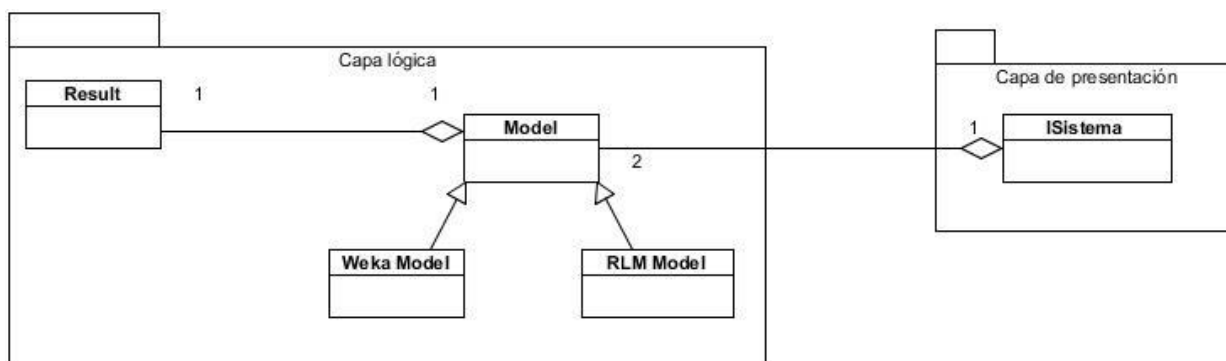 Capa lógica
Capa de presentación
Result
1
1
Model
1
ISistema
2
Weka Model
RLM Model